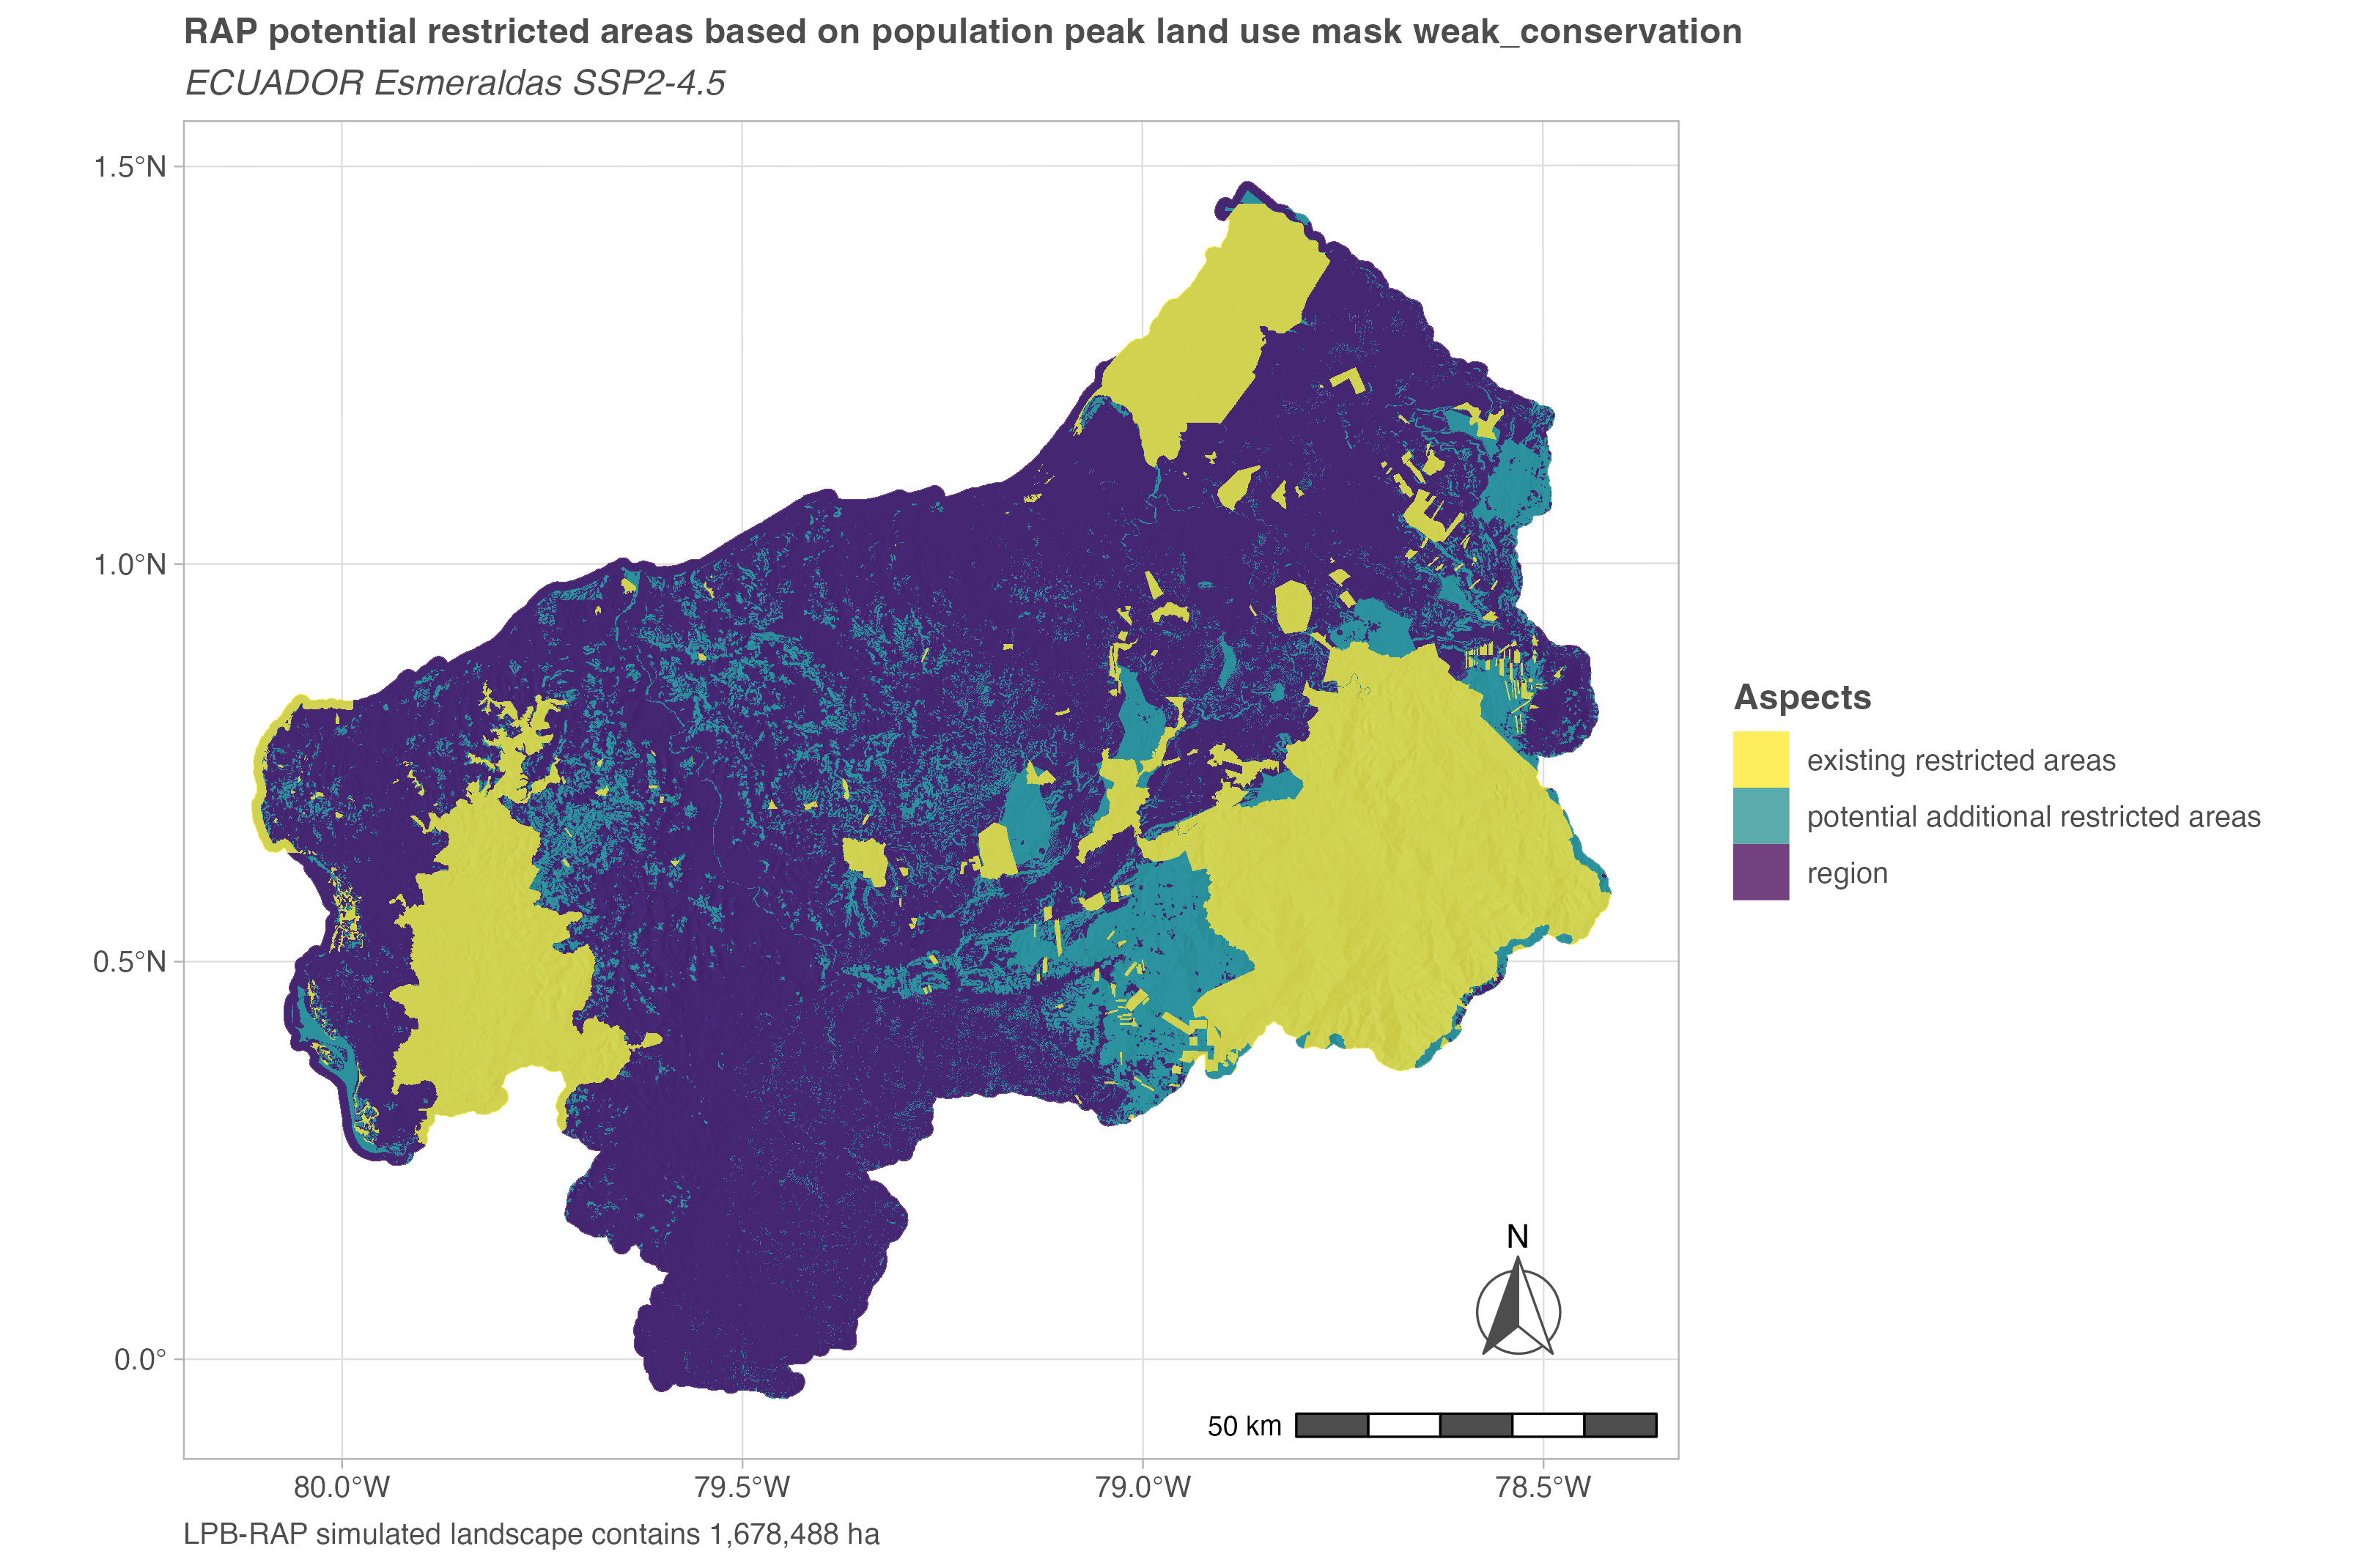 RAP potential restricted areas based on population peak land use mask weak_conservation
ECUADOR Esmeraldas SSP2-4.5
1.5°N
1.0°N
0.5°N
0.0°
80.0°W
79.5°W
79.0°W
78.5°W
N
50 km
Aspects
existing restricted areas
potential additional restricted areas
region
LPB-RAP simulated landscape contains 1,678,488 ha